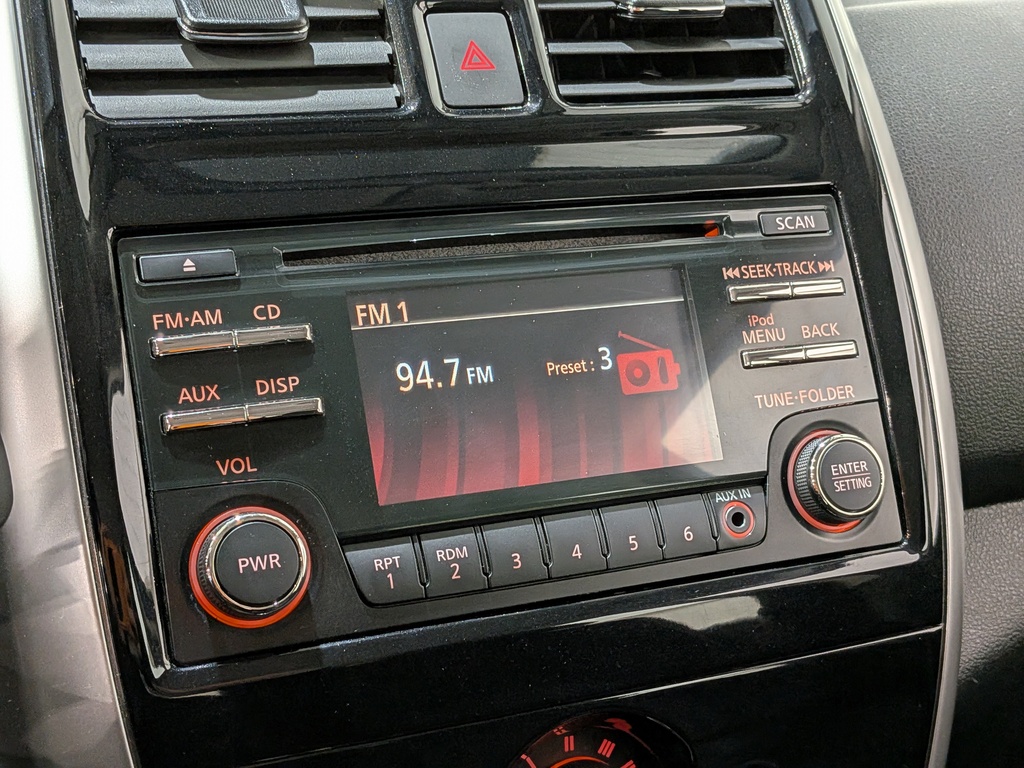 SCAN
SEEK·TRACK
FM·AM CD
FM 1
iPod
MENU BACK
94.7 FM
Preset : 3
AUX DISP
TUNE·FOLDER
VOL
ENTER
SETTING
AUX IN
PWR
RPT
1
RDM
2
3
4
5
6